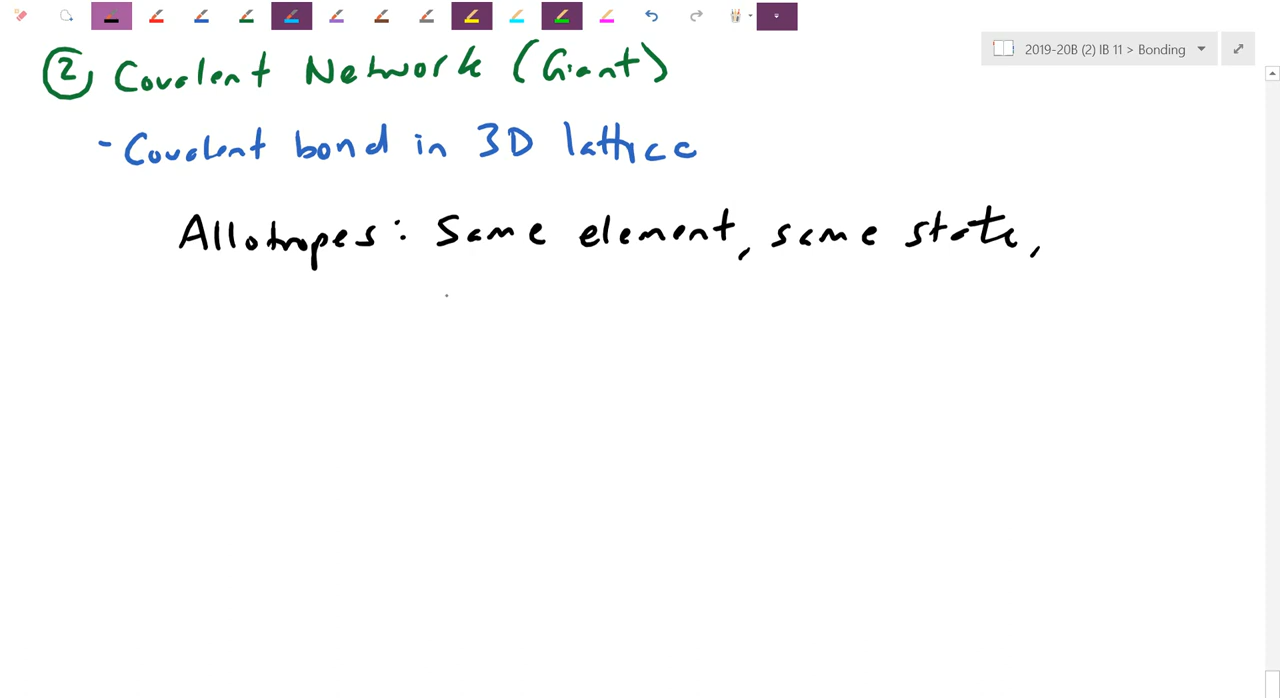 2019-20B (2) IB 11 > Bonding
② Covalent Network (Giant)
- Covalent bond in 3D lattice
Allotropes: Same element, same state,